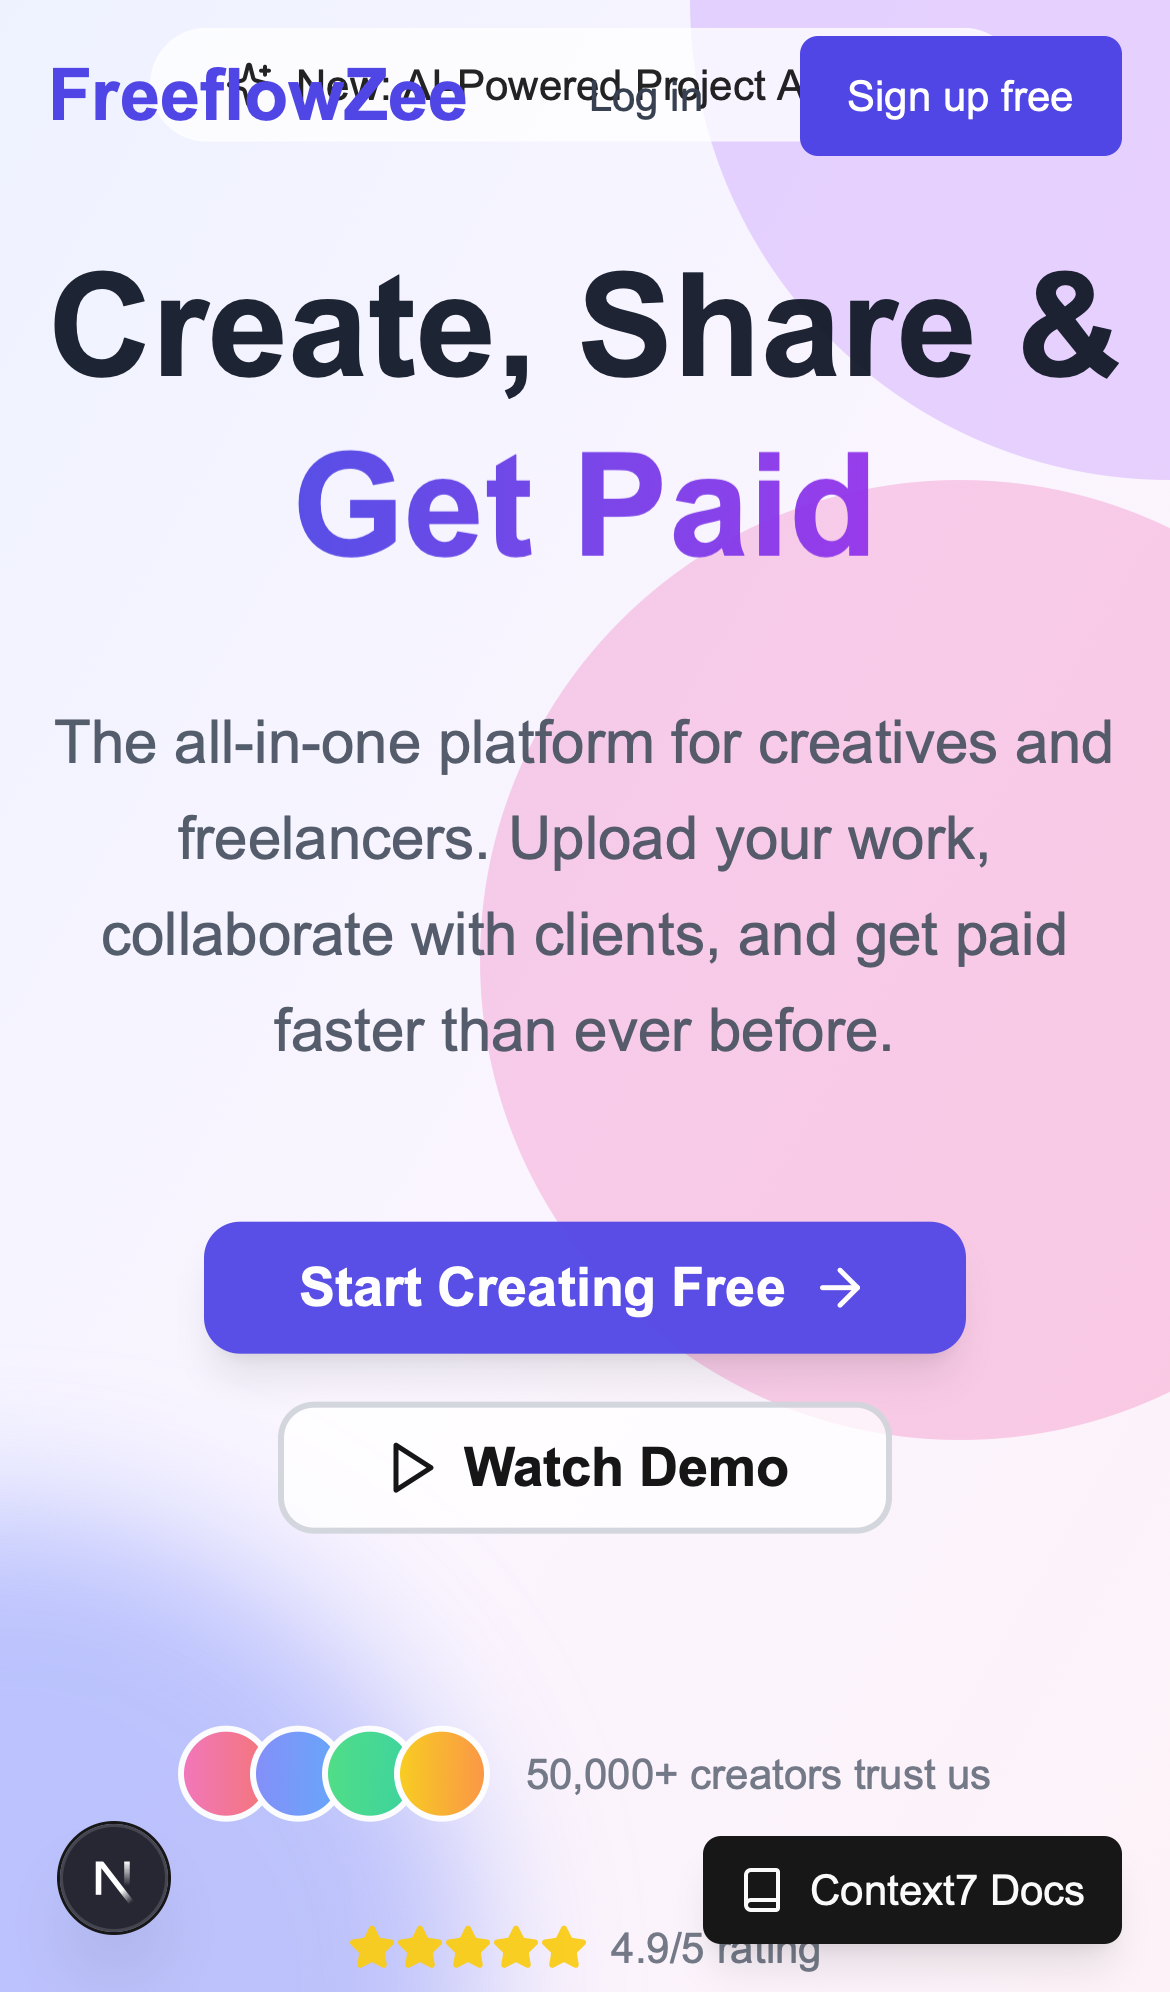 FreeflowZee
New: AI-Powered Project A
Log in
Sign up free
Create, Share &
Get Paid
The all-in-one platform for creatives and
freelancers. Upload your work,
collaborate with clients, and get paid
faster than ever before.
Start Creating Free
Watch Demo
50,000+ creators trust us
N
Context7 Docs
4.9/5 rating